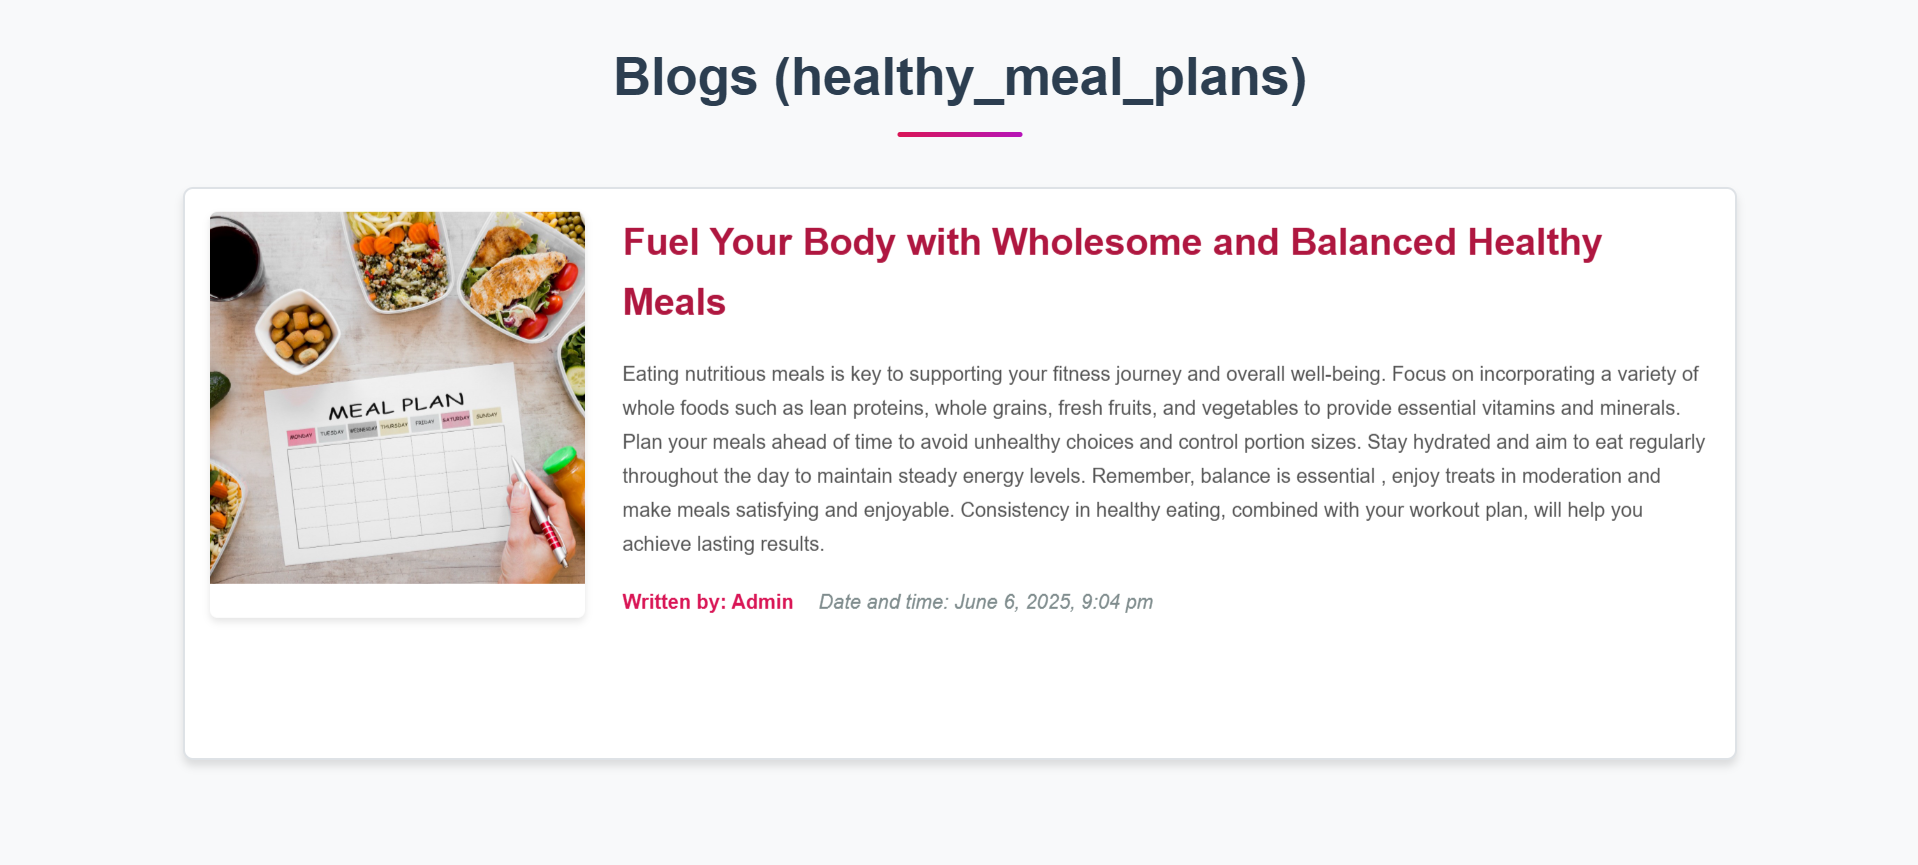 Blogs (healthy_meal_plans)
MEAL PLAN
MONDAY TUESDAY WEDNESDAY THURSDAY FRIDAY SATURDAY SUNDAY
Fuel Your Body with Wholesome and Balanced Healthy
Meals
Eating nutritious meals is key to supporting your fitness journey and overall well-being. Focus on incorporating a variety of
whole foods such as lean proteins, whole grains, fresh fruits, and vegetables to provide essential vitamins and minerals.
Plan your meals ahead of time to avoid unhealthy choices and control portion sizes. Stay hydrated and aim to eat regularly
throughout the day to maintain steady energy levels. Remember, balance is essential , enjoy treats in moderation and
make meals satisfying and enjoyable. Consistency in healthy eating, combined with your workout plan, will help you
achieve lasting results.
Written by: Admin Date and time: June 6, 2025, 9:04 pm